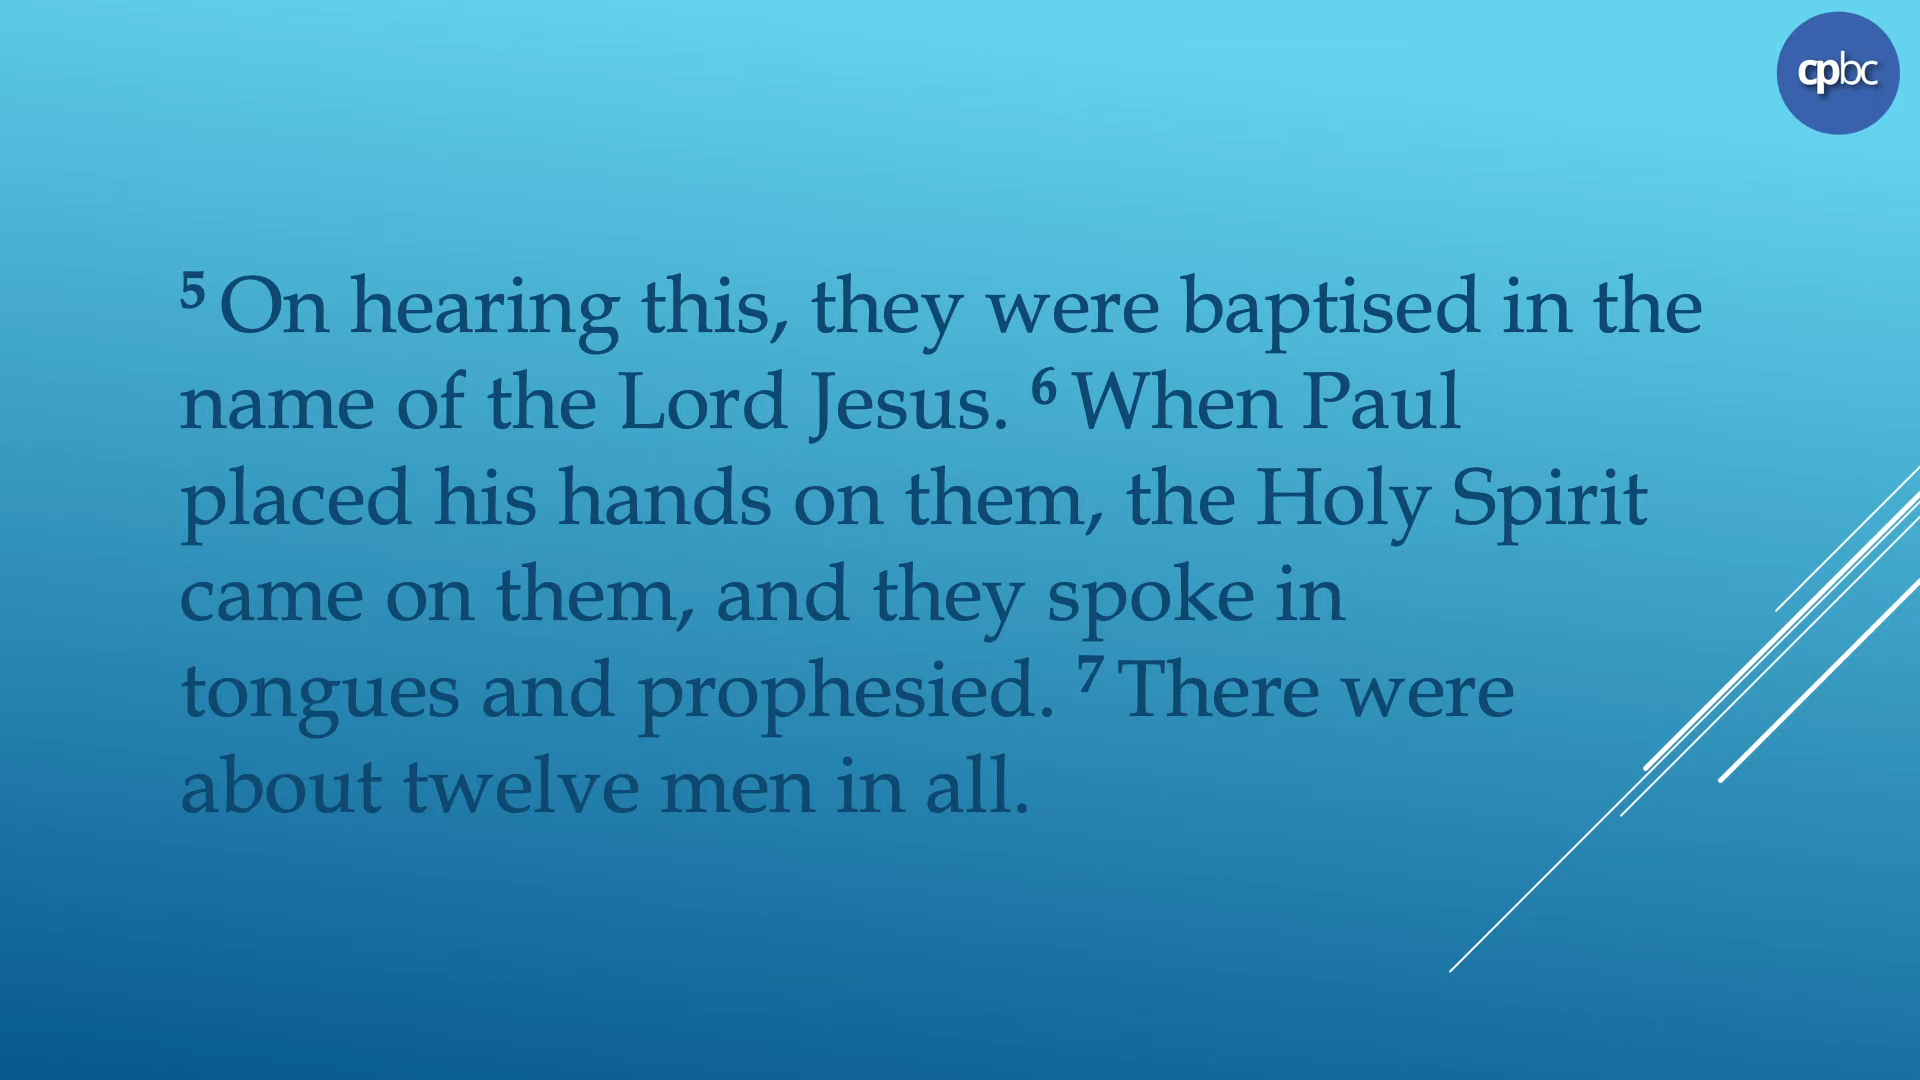 cpbc
5 On hearing this, they were baptised in the
name of the Lord Jesus. 6 When Paul
placed his hands on them, the Holy Spirit
came on them, and they spoke in
tongues and prophesied. 7 There were
about twelve men in all.